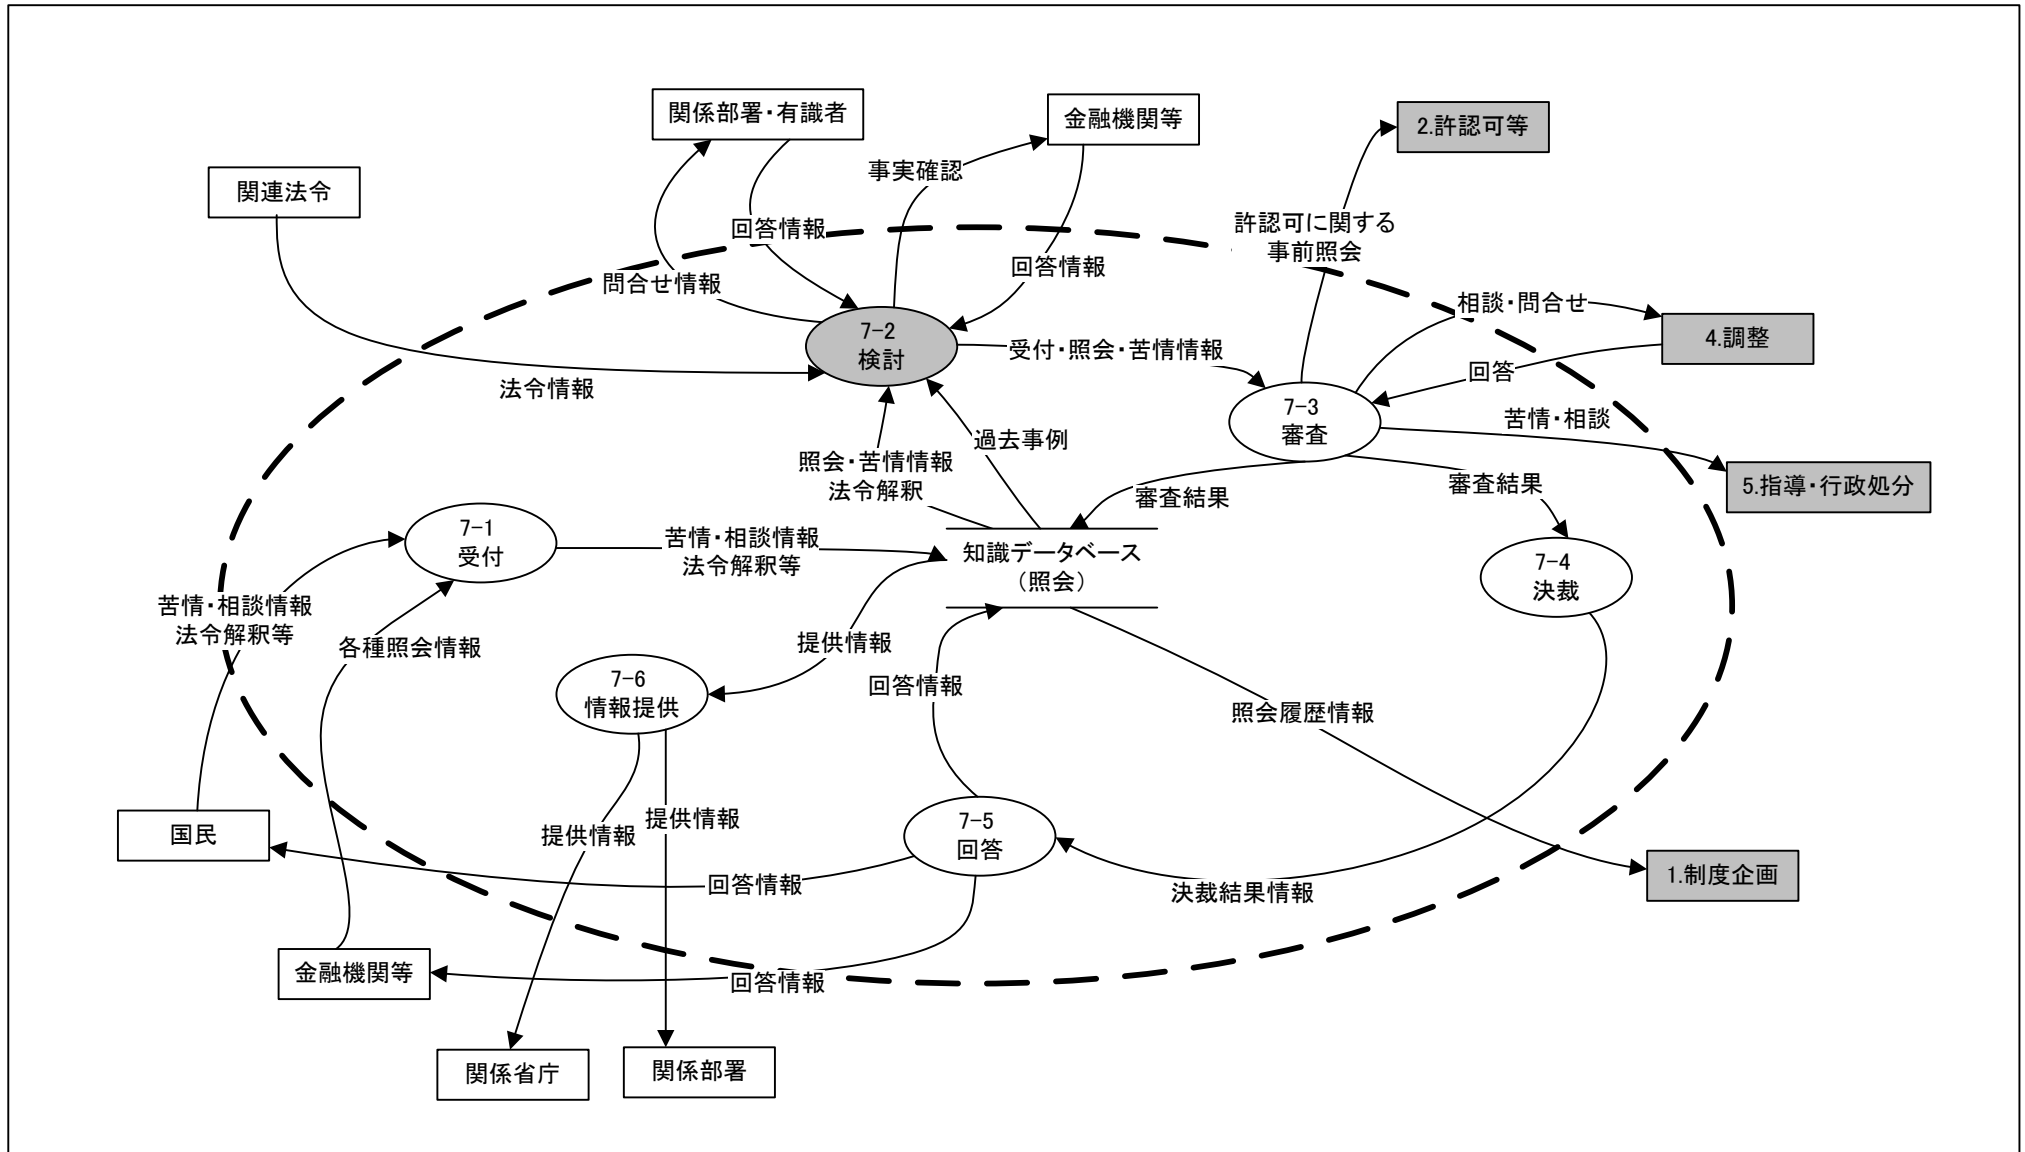 関係部署・有識者
金融機関等
2.許認可等
事実確認
関連法令
許認可に関する
事前照会
回答情報
回答情報
問合せ情報
相談・問合せ
7-2
検討
受付・照会・苦情情報
4.調整
回答
法令情報
7-3
審査
苦情・相談
過去事例
照会・苦情情報
法令解釈
審査結果
審査結果
5.指導・行政処分
7-1
受付
苦情・相談情報
法令解釈等
知識データベース
（照会）
7-4
決裁
苦情・相談情報
法令解釈等
各種照会情報
提供情報
7-6
情報提供
回答情報
照会履歴情報
国民
提供情報
提供情報
7-5
回答
回答情報
決裁結果情報
1.制度企画
金融機関等
回答情報
関係省庁
関係部署